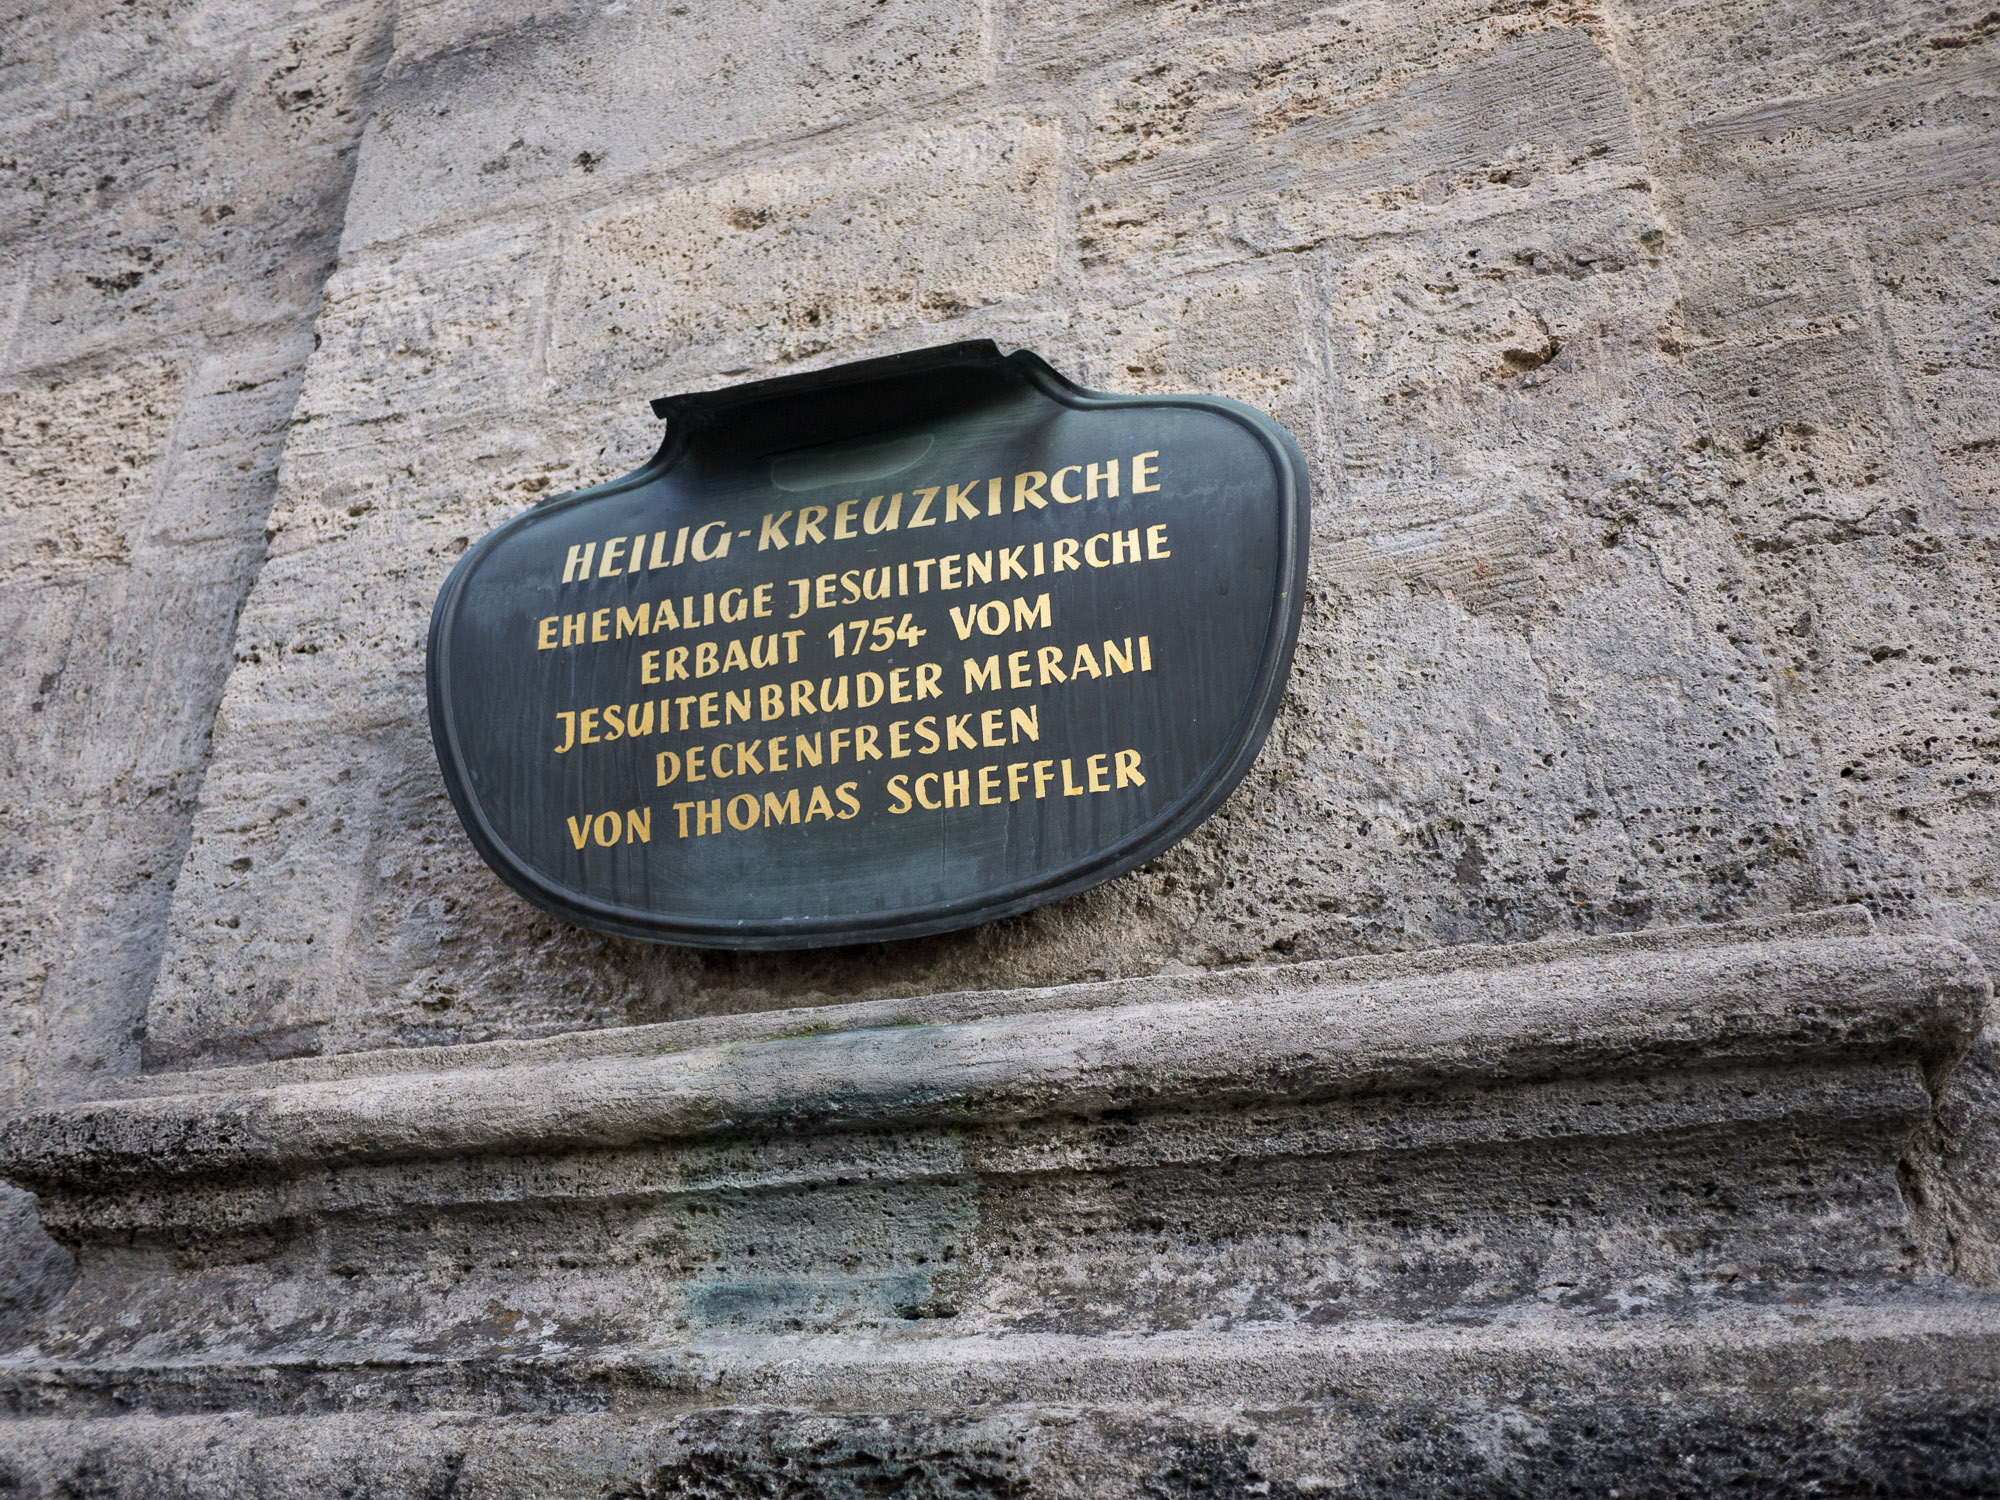 HEILIG-KREUZKIRCHE
EHEMALIGE JESUITENKIRCHE
ERBAUT 1754 VOM
JESUITENBRUDER MERANI
DECKENFRESKEN
VON THOMAS SCHEFFLER